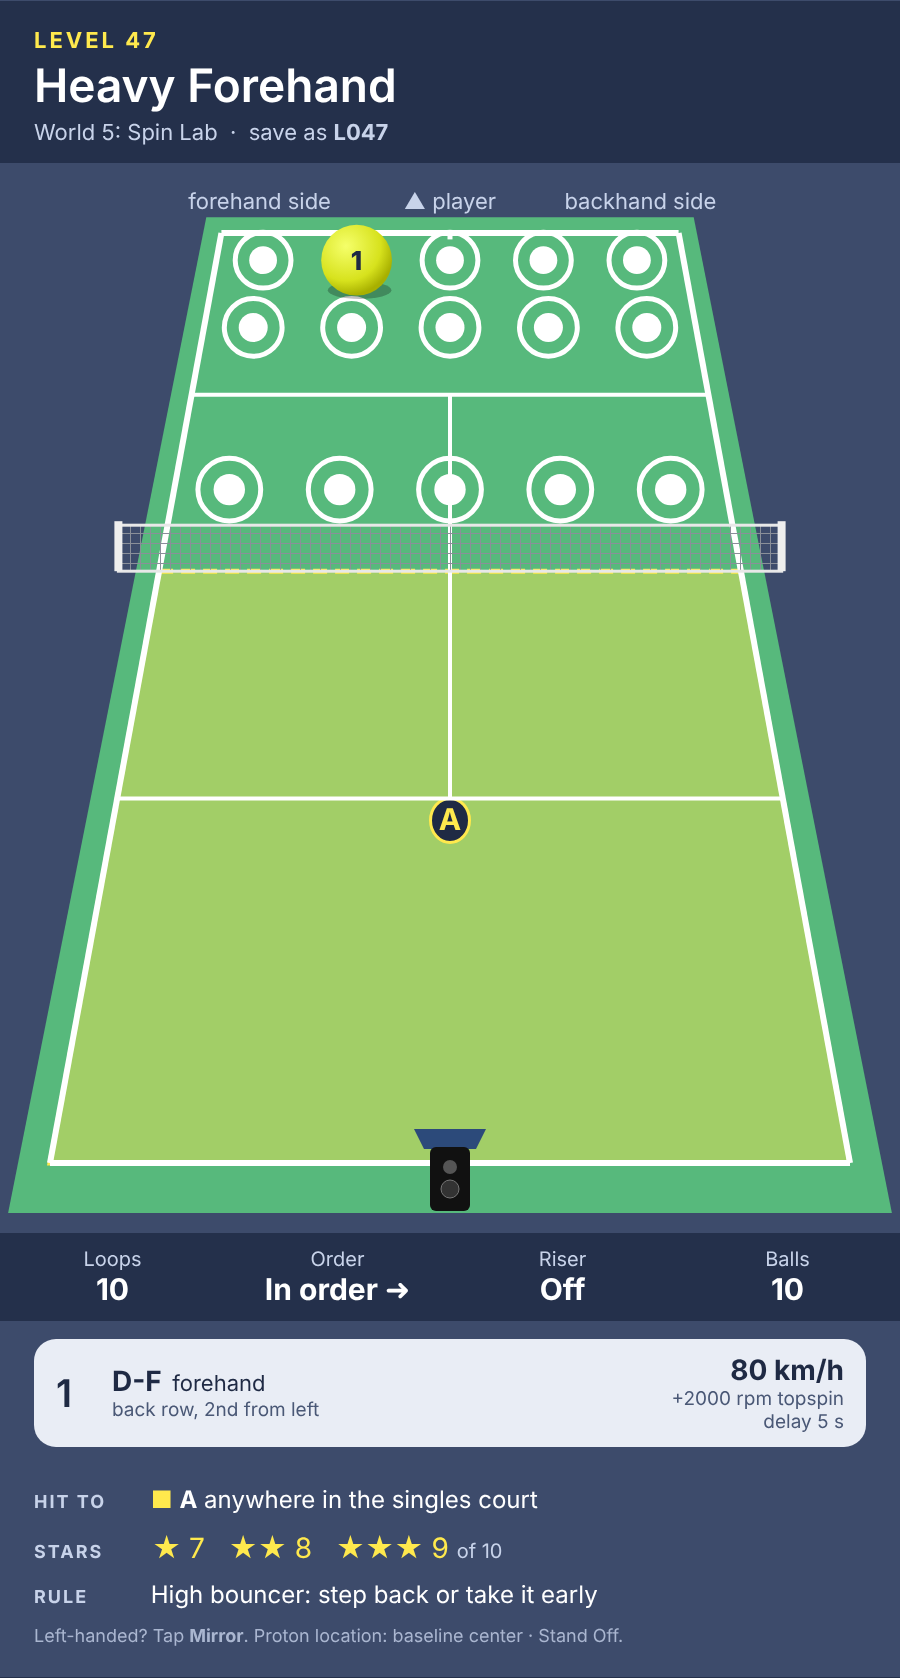 LEVEL 47
Heavy Forehand
World 5: Spin Lab · save as L047
forehand side ▲ player backhand side
1
A
Loops Order Riser Balls
10 In order ➜ Off 10
1 D-F forehand 80 km/h
back row, 2nd from left +2000 rpm topspin
delay 5 s
HIT TO ■ A anywhere in the singles court
STARS ★ 7 ★★ 8 ★★★ 9 of 10
RULE High bouncer: step back or take it early
Left-handed? Tap Mirror. Proton location: baseline center · Stand Off.